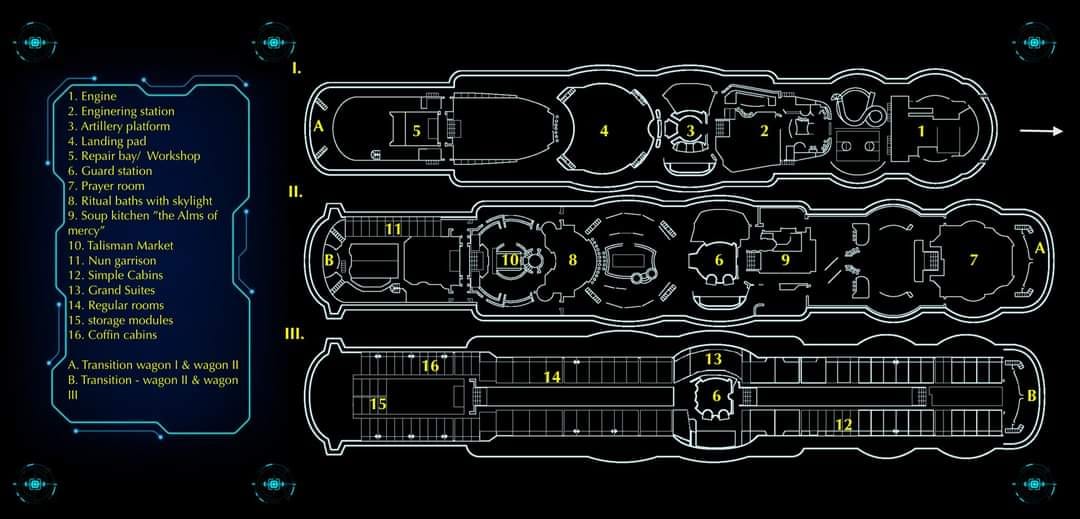 1. Engine
2. Enginering station
3. Artillery platform
4. Landing pad
5. Repair bay/ Workshop
6. Guard station
7. Prayer room
8. Ritual baths with skylight
9. Soup kitchen "the Alms of
mercy"
10. Talisman Market
11. Nun garrison
12. Simple Cabins
13. Grand Suites
14. Regular rooms
15. storage modules
16. Coffin cabins
A. Transition wagon I & wagon II
B. Transition - wagon II & wagon
III
I.
A 5 4 3 2 1
II.
11
B 10 8 6 9 7 A
III.
16 14 13
15 6 12 B